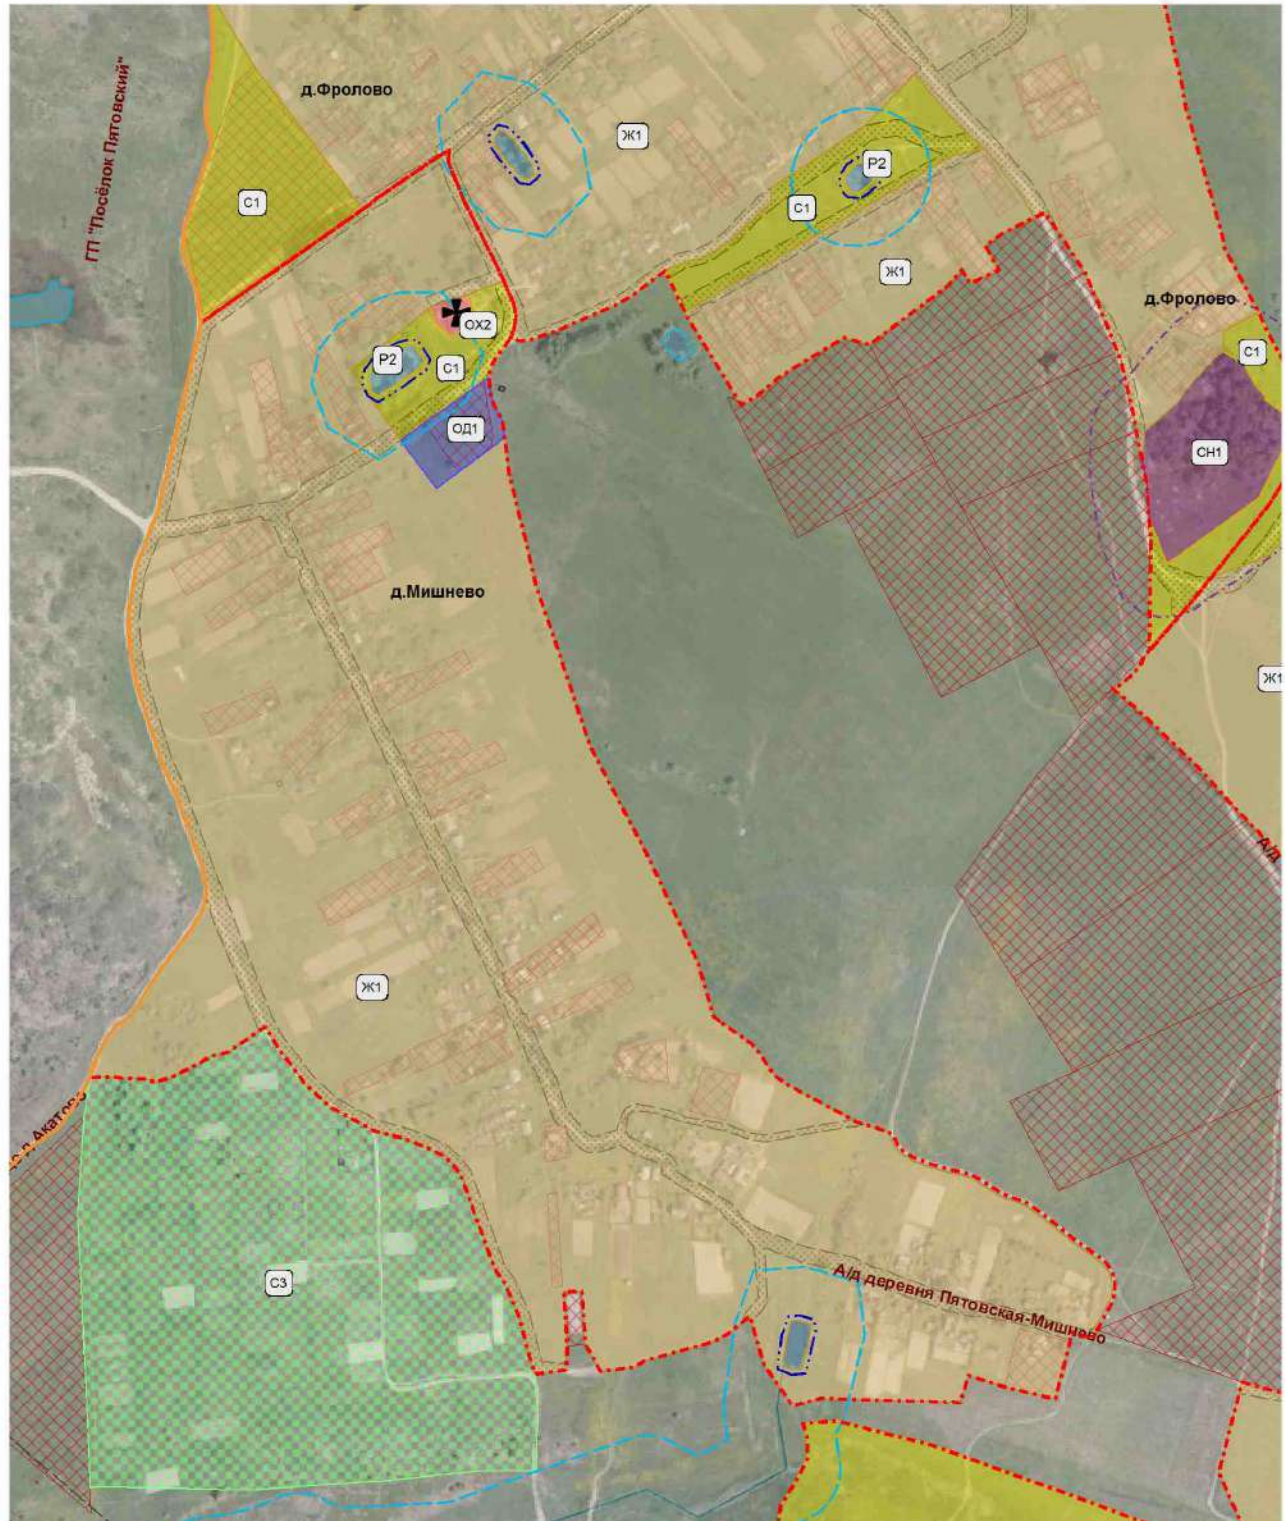 д.Фролово
ГП "Посёлок Пятовский"
Ж1
Р2
С1
С1
Ж1
д.Фролово
ОХ2
Р2
С1
С1
ОД1
СН1
д.Мишнево
Ж1
А/д
Ж1
д.Акатово
С3
А/д деревня Пятовская-Мишнево